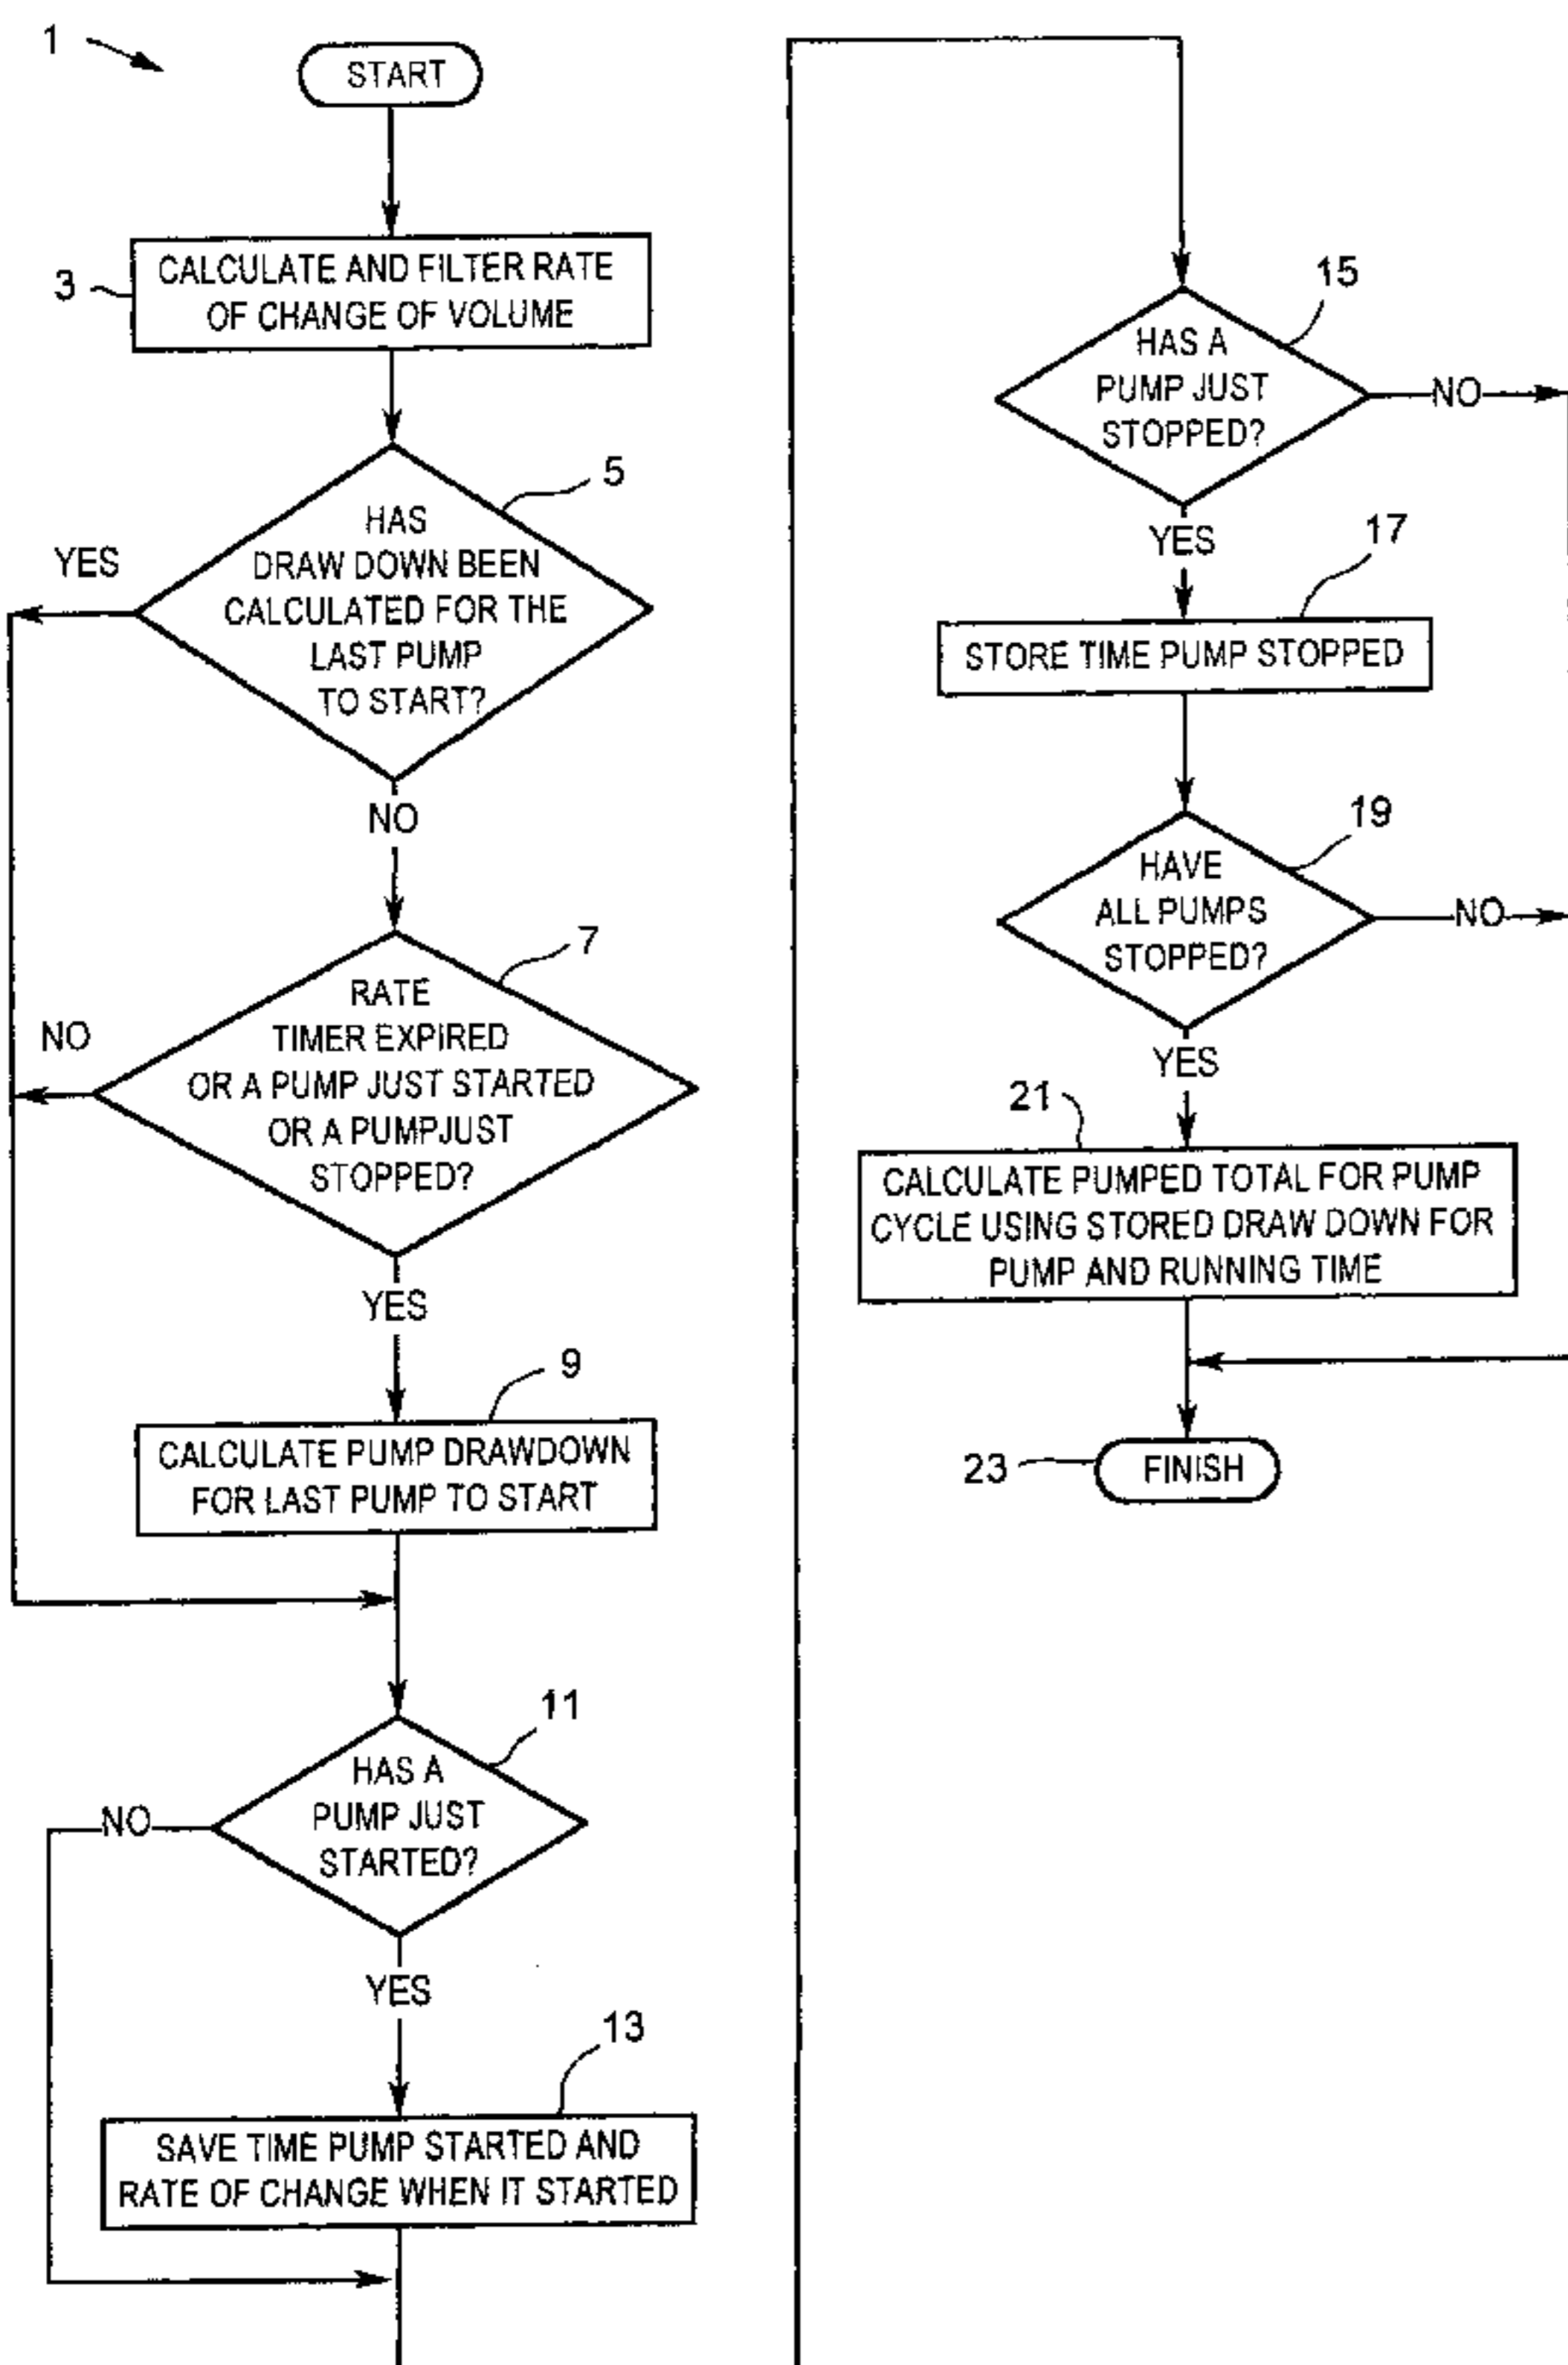 1
START
3
CALCULATE AND FILTER RATE
OF CHANGE OF VOLUME
5
HAS
DRAW DOWN BEEN
CALCULATED FOR THE
LAST PUMP
TO START?
YES
NO
7
RATE
TIMER EXPIRED
OR A PUMP JUST STARTED
OR A PUMPJUST
STOPPED?
NO
YES
9
CALCULATE PUMP DRAWDOWN
FOR LAST PUMP TO START
11
HAS A
PUMP JUST
STARTED?
NO
YES
13
SAVE TIME PUMP STARTED AND
RATE OF CHANGE WHEN IT STARTED
15
HAS A
PUMP JUST
STOPPED?
NO
YES
17
STORE TIME PUMP STOPPED
19
HAVE
ALL PUMPS
STOPPED?
NO
YES
21
CALCULATE PUMPED TOTAL FOR PUMP
CYCLE USING STORED DRAW DOWN FOR
PUMP AND RUNNING TIME
23
FINISH